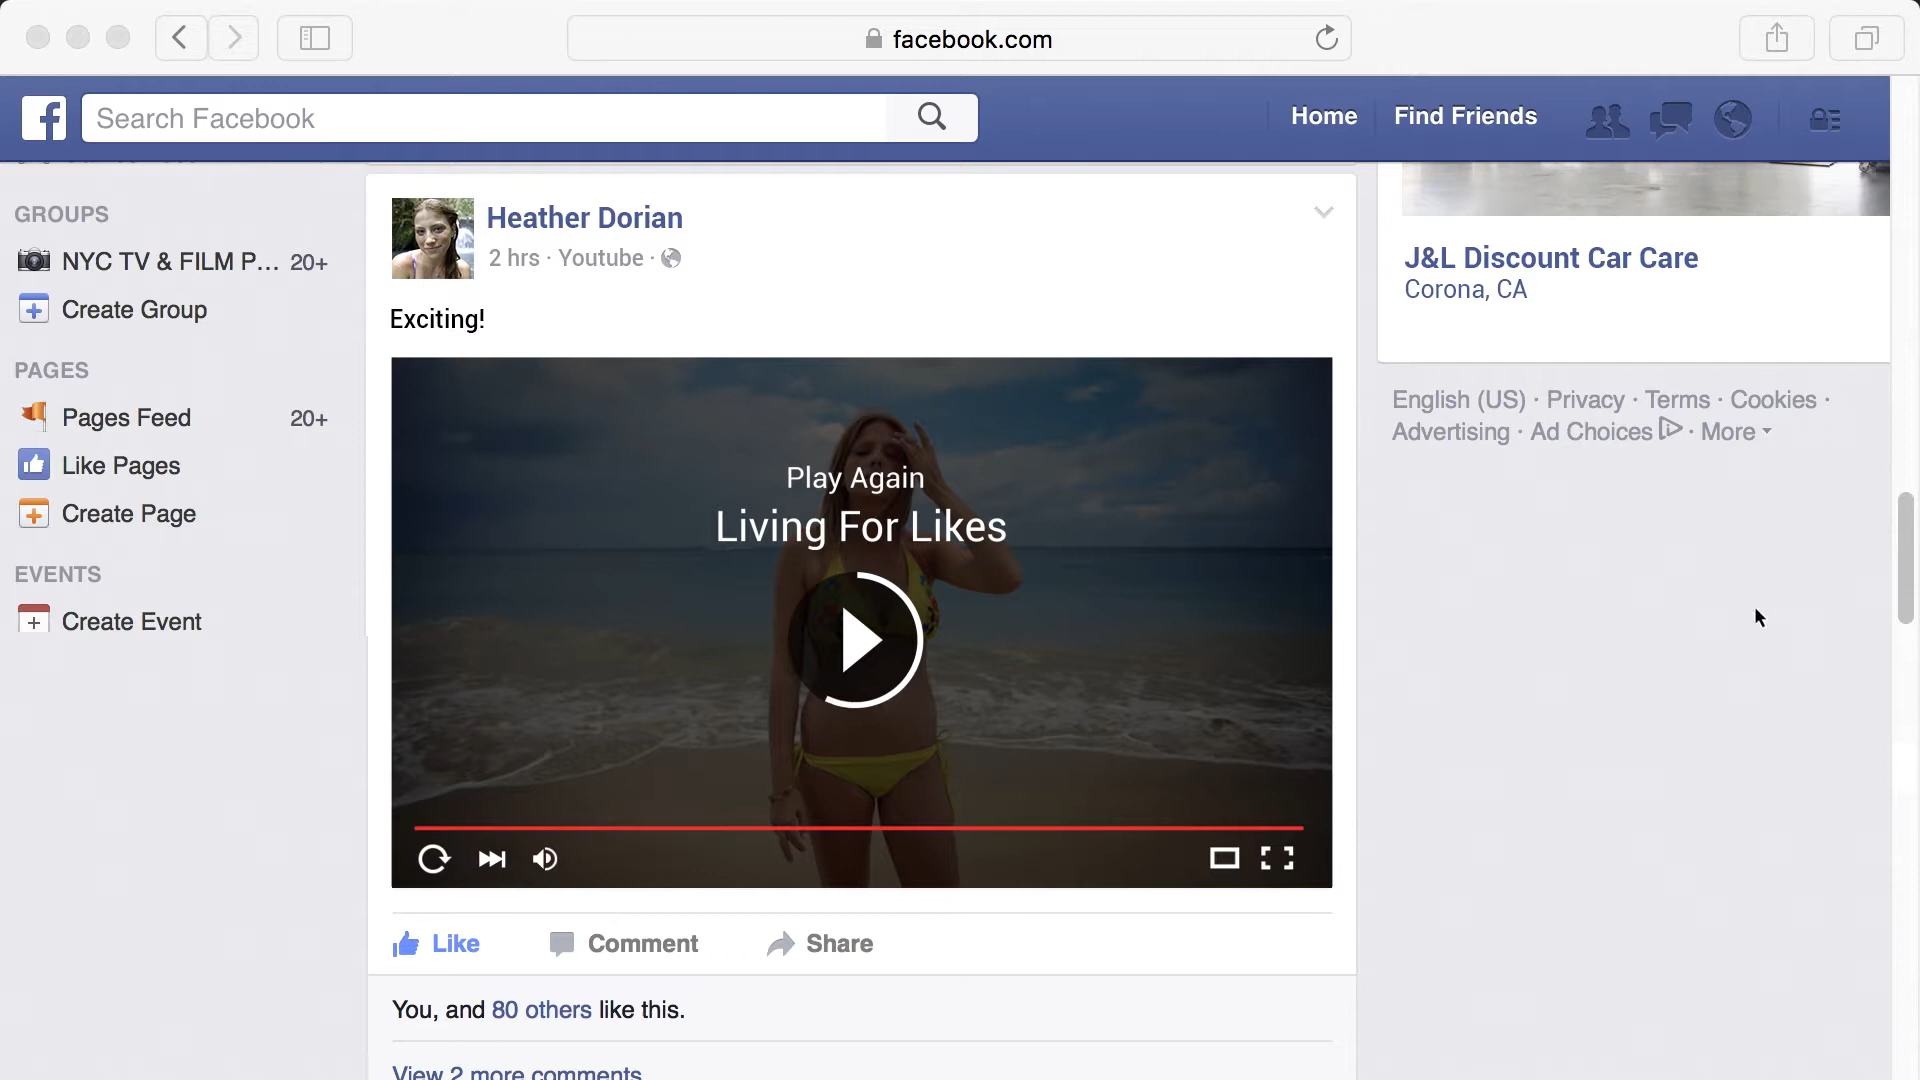 facebook.com
Search Facebook
Home
Find Friends
GROUPS
NYC TV & FILM P... 20+
Create Group
PAGES
Pages Feed 20+
Like Pages
Create Page
EVENTS
Create Event
Heather Dorian
2 hrs · Youtube ·
Exciting!
Play Again
Living For Likes
Like
Comment
Share
You, and 80 others like this.
View 2 more comments
J&L Discount Car Care
Corona, CA
English (US) · Privacy · Terms · Cookies ·
Advertising · Ad Choices · More